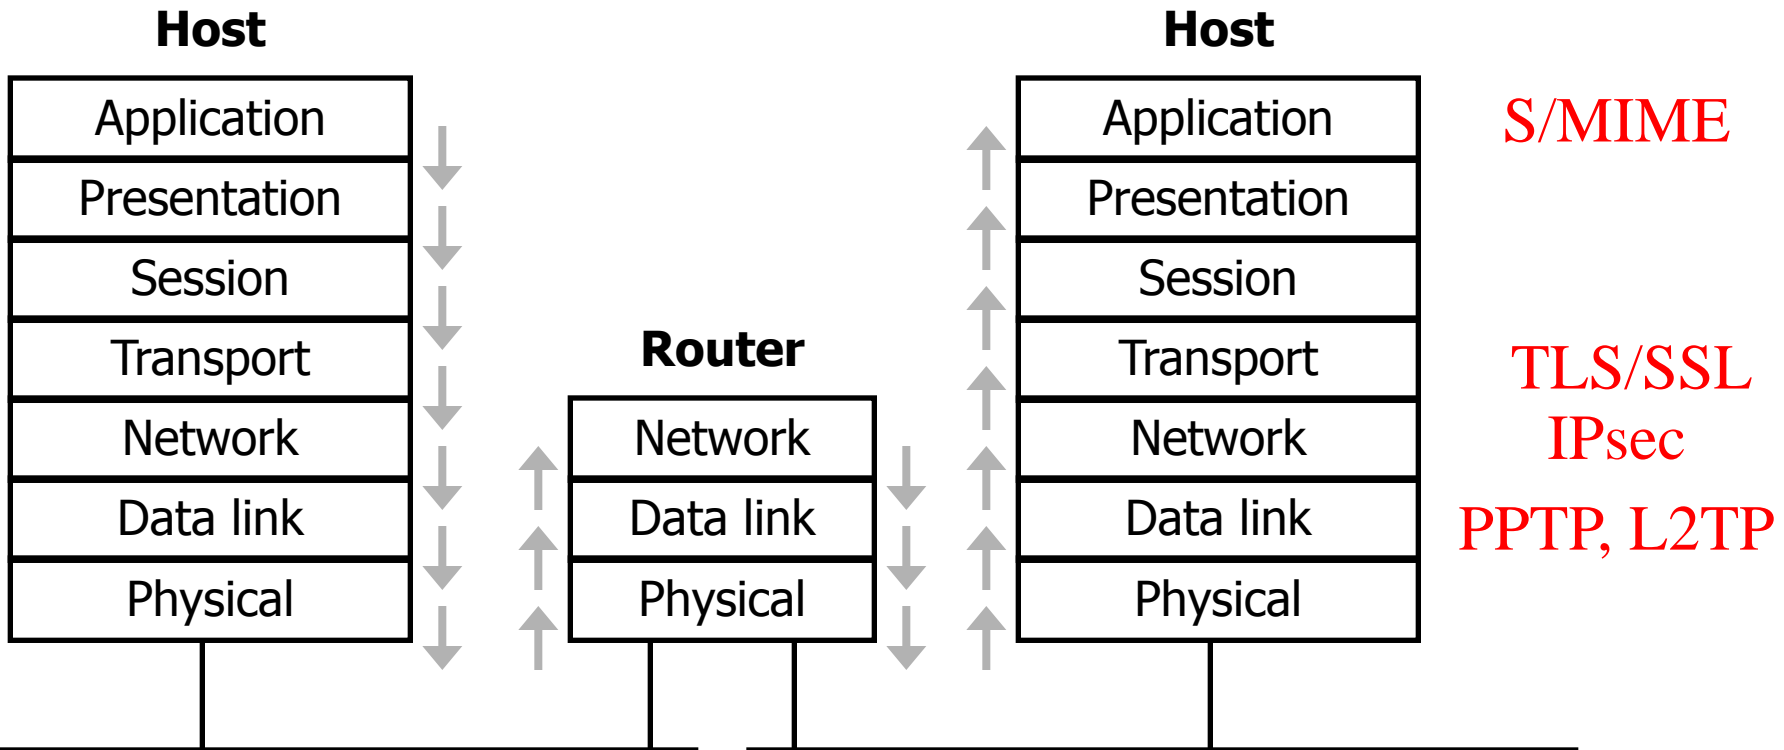 Host
Application
Presentation
Session
Transport
Network
Data link
Physical
Router
Network
Data link
Physical
Host
Application
Presentation
Session
Transport
Network
Data link
Physical
S/MIME
TLS/SSL
IPsec
PPTP, L2TP